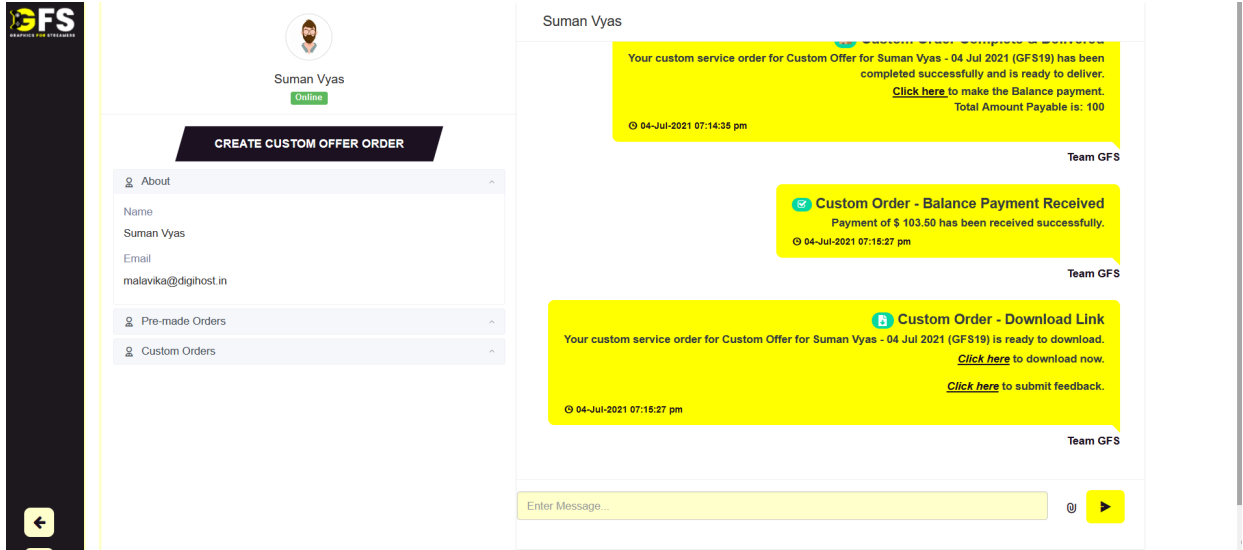 GFS
GRAPHICS FOR STREAMERS
Suman Vyas
Online
CREATE CUSTOM OFFER ORDER
About
Name
Suman Vyas
Email
malavika@digihost.in
Pre-made Orders
Custom Orders
Suman Vyas
Custom Order Complete & Delivered
Your custom service order for Custom Offer for Suman Vyas - 04 Jul 2021 (GFS19) has been
completed successfully and is ready to deliver.
Click here to make the Balance payment.
Total Amount Payable is: 100
04-Jul-2021 07:14:35 pm
Team GFS
Custom Order - Balance Payment Received
Payment of $ 103.50 has been received successfully.
04-Jul-2021 07:15:27 pm
Team GFS
Custom Order - Download Link
Your custom service order for Custom Offer for Suman Vyas - 04 Jul 2021 (GFS19) is ready to download.
Click here to download now.
Click here to submit feedback.
04-Jul-2021 07:15:27 pm
Team GFS
Enter Message...